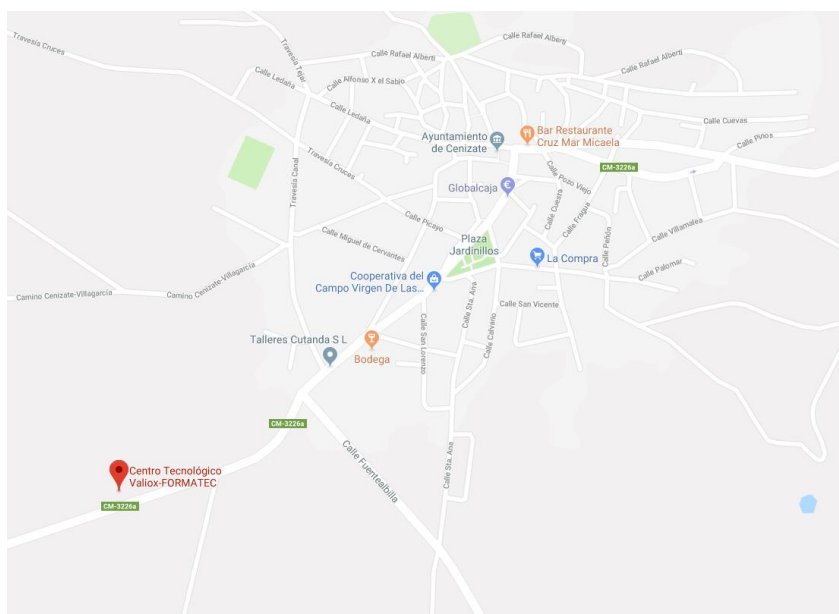 Travesía Cruces
Travesía Tejar
Calle Rafael Alberti
Calle Rafael Alberti
Calle Rafael Alberti
Calle Ledaña
Calle Alfonso X el Sabio
Calle Ledaña
Calle Cuevas
Calle Piños
Ayuntamiento
de Cenizate
Bar Restaurante
Cruz Mar Micaela
CM-3226a
Travesía Cruces
Travesía Canal
Calle Pozo Viejo
Globalcaja
Calle Cuesta
Calle Fragua
Calle Picayo
Calle Peñón
Calle Villamalea
Calle Miguel de Cervantes
Plaza
Jardinillos
La Compra
Calle Palomar
Camino Cenizate-Villagarcía
Camino Cenizate-Villagarcía
Cooperativa del
Campo Virgen De Las...
Calle Sta. Ana
Calle San Vicente
Calle Calvario
Calle San Lorenzo
Talleres Cutanda S L
Bodega
CM-3226a
Calle Fuentealbilla
Calle Sta. Ana
Centro Tecnológico
Valiox-FORMATEC
CM-3226a